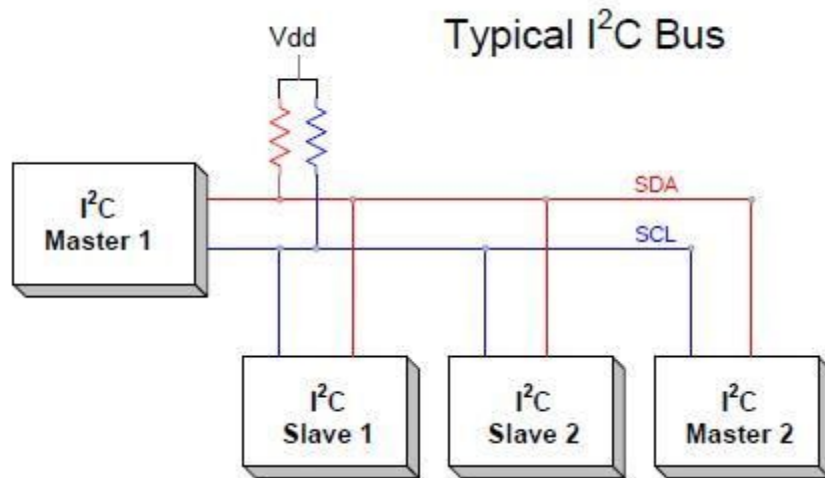 Vdd
Typical I²C Bus
I²C
Master 1
SDA
SCL
I²C
Slave 1
I²C
Slave 2
I²C
Master 2